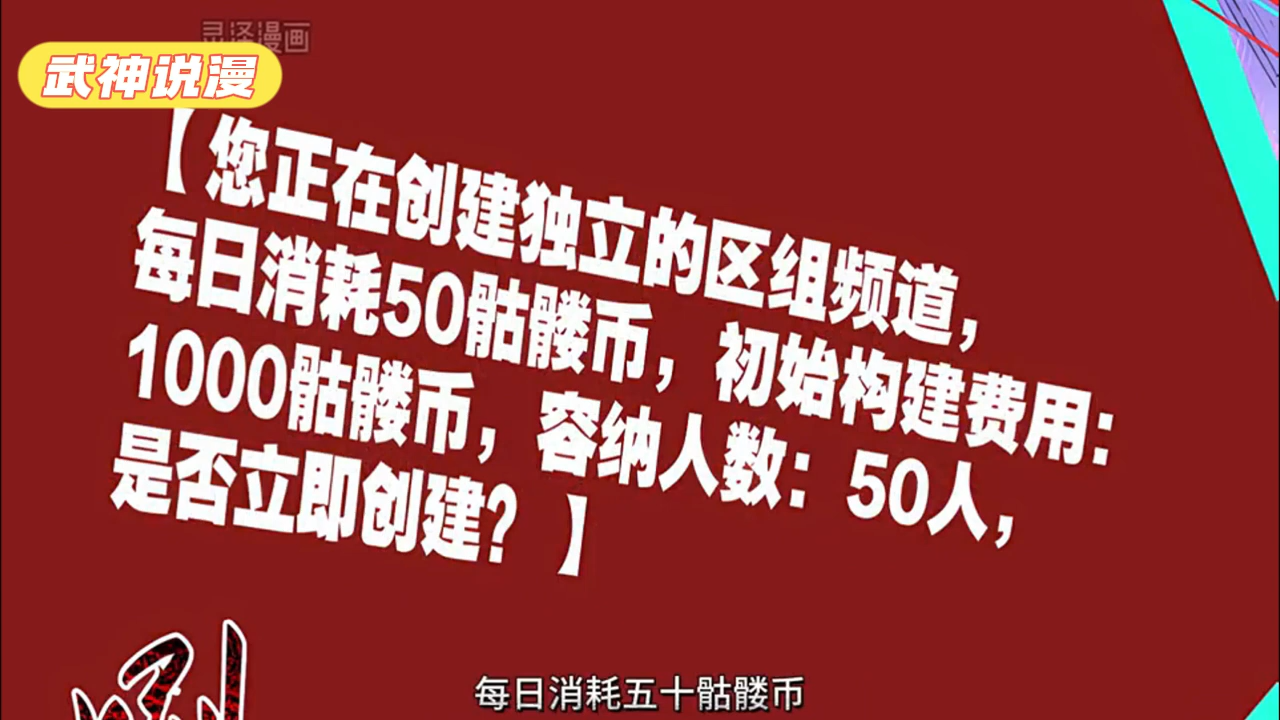 灵泽漫画
武神说漫
【您正在创建独立的区组频道，
每日消耗50骷髅币，初始构建费用：
1000骷髅币，容纳人数：50人，
是否立即创建？】
每日消耗五十骷髅币